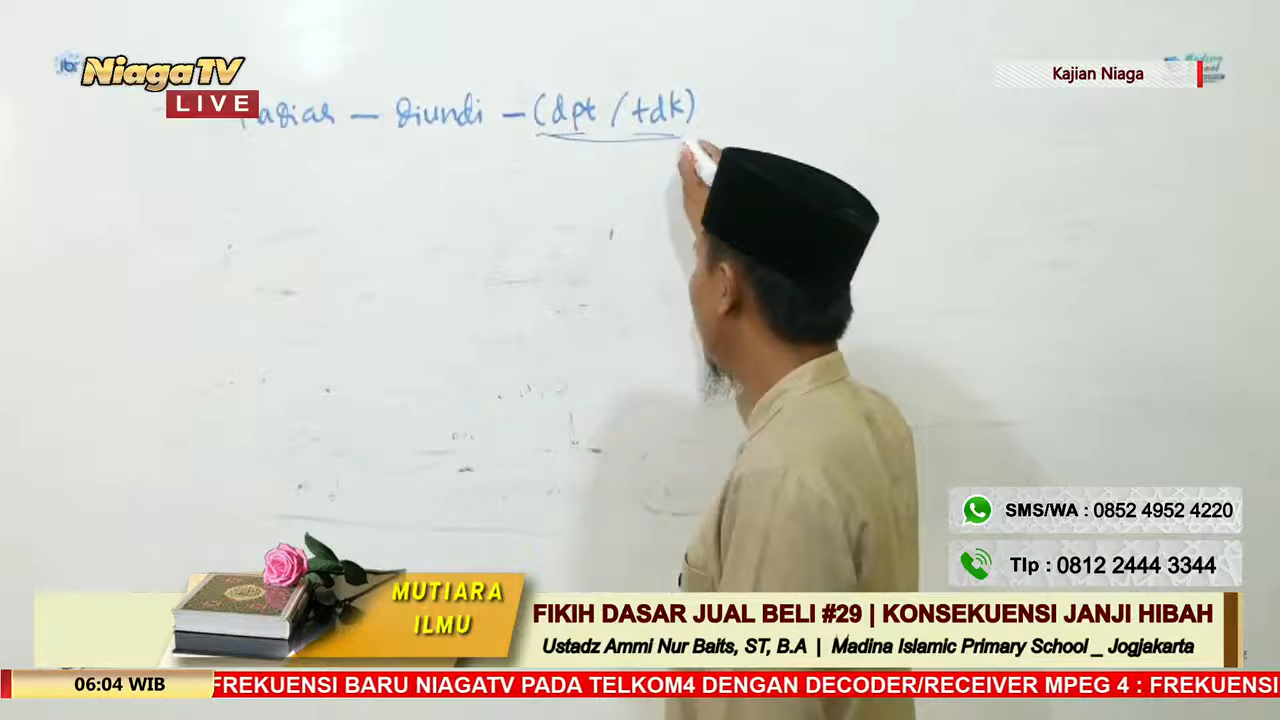 NiagaTV
LIVE
Kajian Niaga
— diundi — (dpt / tdk)
SMS/WA : 0852 4952 4220
Tlp : 0812 2444 3344
MUTIARA
ILMU
FIKIH DASAR JUAL BELI #29 | KONSEKUENSI JANJI HIBAH
Ustadz Ammi Nur Baits, ST, B.A | Madina Islamic Primary School _ Jogjakarta
06:04 WIB
FREKUENSI BARU NIAGATV PADA TELKOM4 DENGAN DECODER/RECEIVER MPEG 4 : FREKUENSI